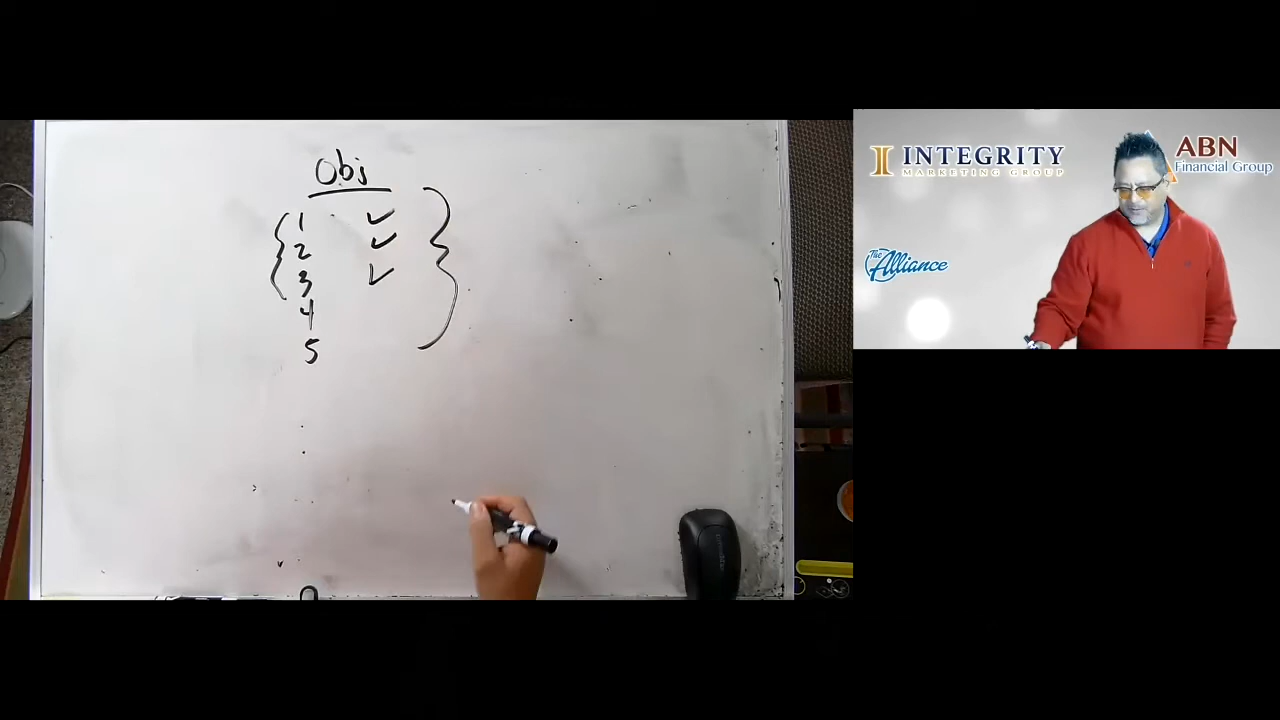 Obj
1 ✓
2 ✓
3 ✓
4
5
INTEGRITY
MARKETING GROUP
ABN
Financial Group
The Alliance